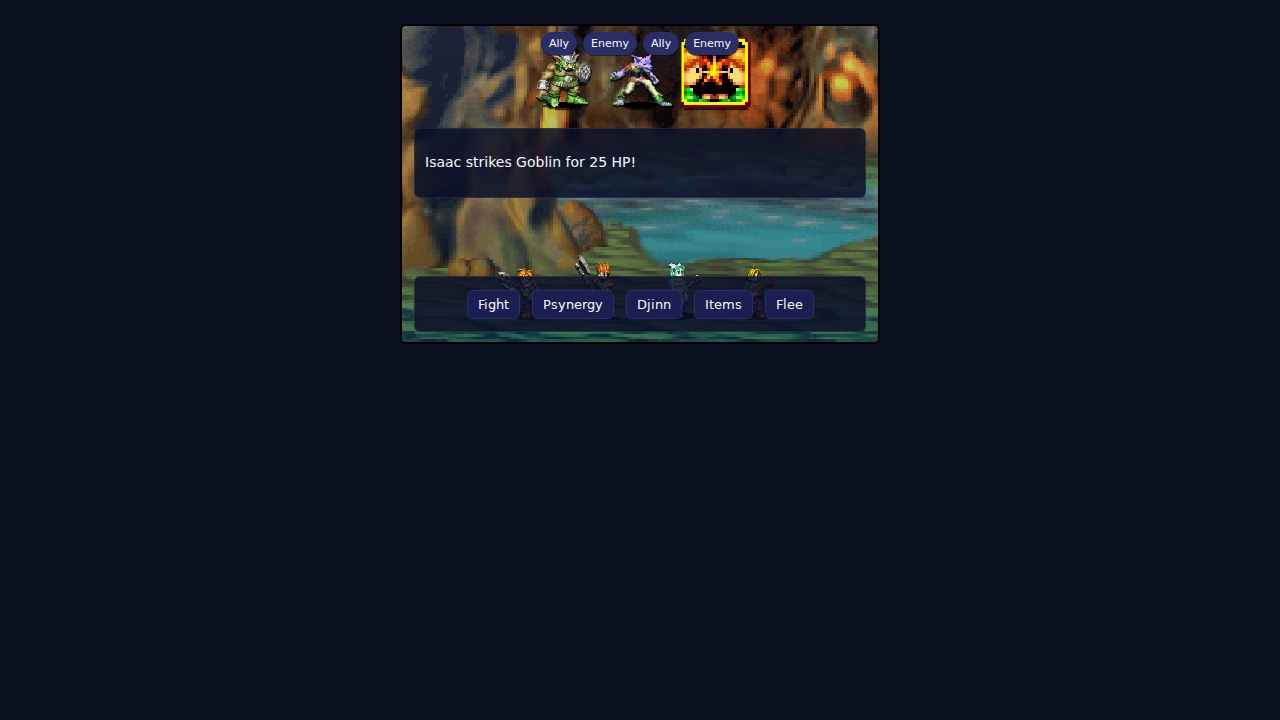 Ally Enemy Ally Enemy
Isaac strikes Goblin for 25 HP!
Fight Psynergy Djinn Items Flee